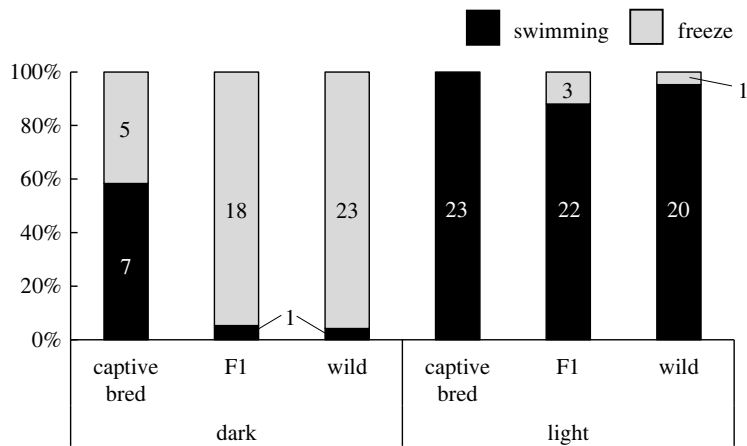 swimming freeze
100%
80%
60%
40%
20%
0%
5
7
18
1
23
23
3
22
1
20
captive bred
F1
wild
captive bred
F1
wild
dark
light